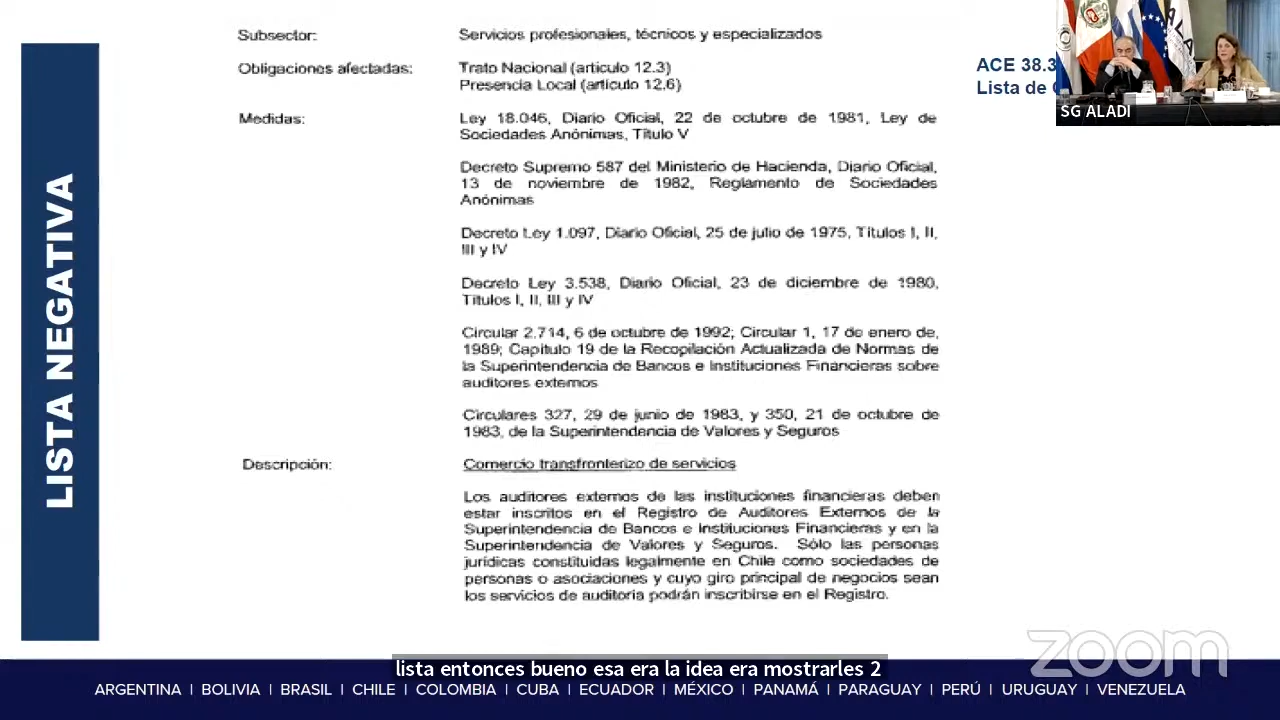 LISTA NEGATIVA
Subsector:
Servicios profesionales, técnicos y especializados
Obligaciones afectadas:
Trato Nacional (artículo 12.3)
Presencia Local (artículo 12.6)
Medidas:
Ley 18.046, Diario Oficial, 22 de octubre de 1981, Ley de
Sociedades Anónimas, Título V
Decreto Supremo 587 del Ministerio de Hacienda, Diario Oficial,
13 de noviembre de 1982, Reglamento de Sociedades
Anónimas
Decreto Ley 1.097, Diario Oficial, 25 de julio de 1975, Títulos I, II,
III y IV
Decreto Ley 3.538, Diario Oficial, 23 de diciembre de 1980,
Títulos I, II, III y IV
Circular 2.714, 6 de octubre de 1992; Circular 1, 17 de enero de,
1989; Capítulo 19 de la Recopilación Actualizada de Normas de
la Superintendencia de Bancos e Instituciones Financieras sobre
auditores externos
Circulares 327, 29 de junio de 1983, y 350, 21 de octubre de
1983, de la Superintendencia de Valores y Seguros
Descripción:
Comercio transfronterizo de servicios
Los auditores externos de las instituciones financieras deben
estar inscritos en el Registro de Auditores Externos de la
Superintendencia de Bancos e Instituciones Financieras y en la
Superintendencia de Valores y Seguros. Sólo las personas
jurídicas constituidas legalmente en Chile como sociedades de
personas o asociaciones y cuyo giro principal de negocios sean
los servicios de auditoría podrán inscribirse en el Registro.
ACE 38.3
Lista de
SG ALADI
zoom
lista entonces bueno esa era la idea era mostrarles 2
ARGENTINA | BOLIVIA | BRASIL | CHILE | COLOMBIA | CUBA | ECUADOR | MÉXICO | PANAMÁ | PARAGUAY | PERÚ | URUGUAY | VENEZUELA